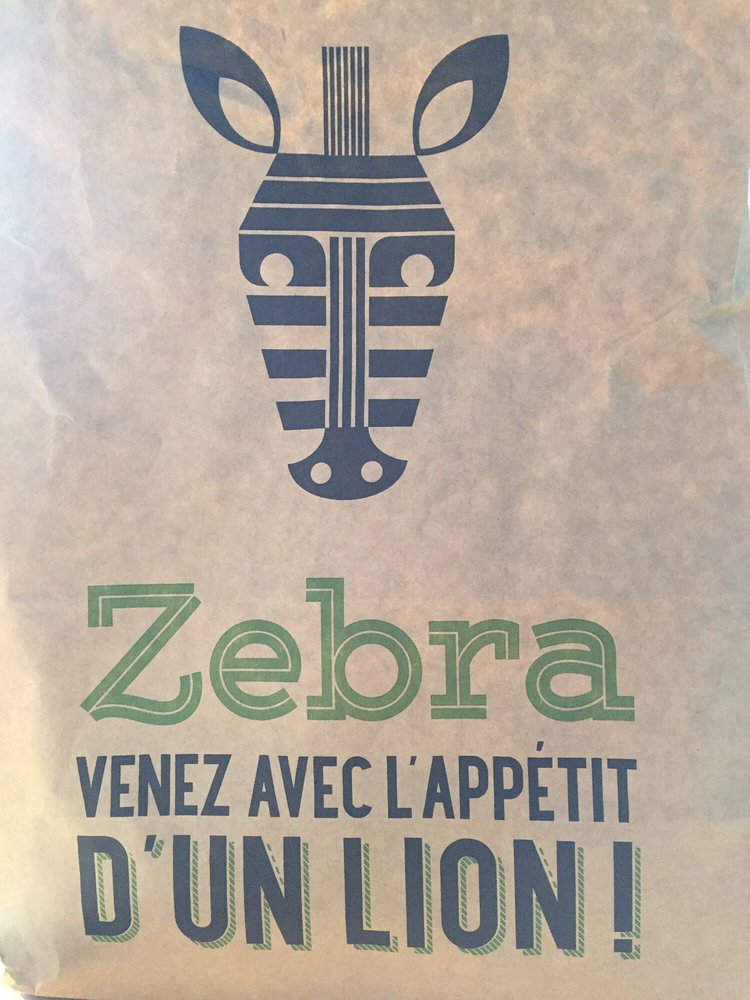 Zebra
VENEZ AVEC L'APPÉTIT
D'UN LION !